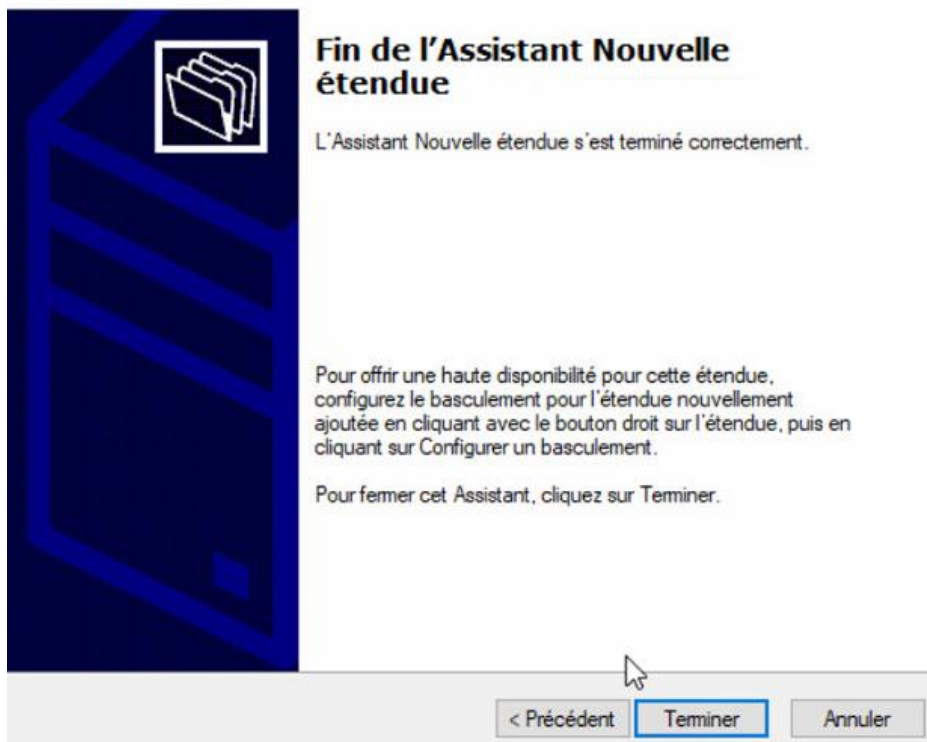 Fin de l’Assistant Nouvelle
étendue
L’Assistant Nouvelle étendue s’est terminé correctement.
Pour offrir une haute disponibilité pour cette étendue,
configurez le basculement pour l’étendue nouvellement
ajoutée en cliquant avec le bouton droit sur l’étendue, puis en
cliquant sur Configurer un basculement.
Pour fermer cet Assistant, cliquez sur Terminer.
< Précédent Terminer Annuler